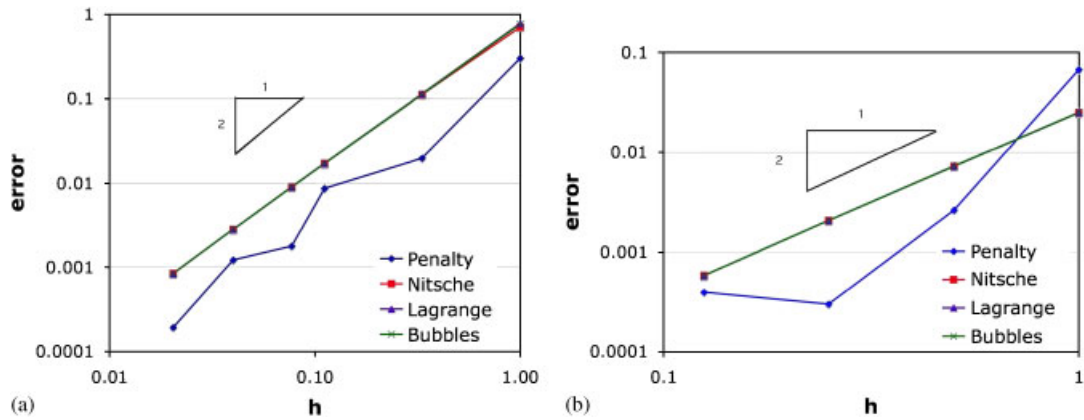 1
0.1
0.01
0.001
0.0001
error
1
2
Penalty
Nitsche
Lagrange
Bubbles
0.01
0.10
1.00
(a)
h
0.1
0.01
0.001
0.0001
error
1
2
Penalty
Nitsche
Lagrange
Bubbles
0.1
1
(b)
h